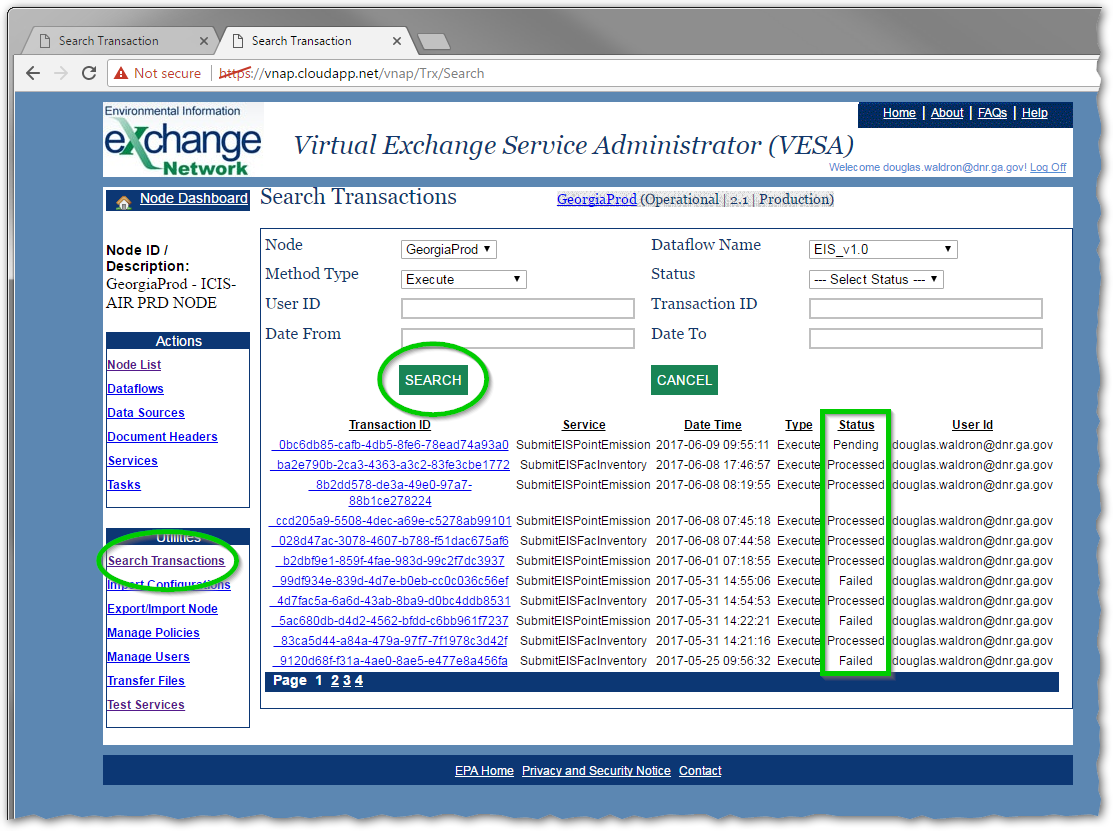 Search Transaction
Search Transaction
Not secure https://vnap.cloudapp.net/vnap/Trx/Search
Environmental Information
exchange
Network
Virtual Exchange Service Administrator (VESA)
Home | About | FAQs | Help
Welcome douglas.waldron@dnr.ga.gov! Log Off
Node Dashboard
Search Transactions
GeorgiaProd (Operational | 2.1 | Production)
Node ID /
Description:
GeorgiaProd - ICIS-
AIR PRD NODE
Actions
Node List
Dataflows
Data Sources
Document Headers
Services
Tasks
Utilities
Search Transactions
Import Configurations
Export/Import Node
Manage Policies
Manage Users
Transfer Files
Test Services
Node GeorgiaProd Dataflow Name EIS_v1.0
Method Type Execute Status --- Select Status ---
User ID Transaction ID
Date From Date To
SEARCH CANCEL
Transaction ID Service Date Time Type Status User Id
0bc6db85-cafb-4db5-8fe6-78ead74a93a0 SubmitEISPointEmission 2017-06-09 09:55:11 Execute Pending douglas.waldron@dnr.ga.gov
ba2e790b-2ca3-4363-a3c2-83fe3cbe1772 SubmitEISFacInventory 2017-06-08 17:46:57 Execute Processed douglas.waldron@dnr.ga.gov
8b2dd578-de3a-49e0-97a7- SubmitEISPointEmission 2017-06-08 08:19:55 Execute Processed douglas.waldron@dnr.ga.gov
88b1ce278224
ccd205a9-5508-4dec-a69e-c5278ab99101 SubmitEISPointEmission 2017-06-08 07:45:18 Execute Processed douglas.waldron@dnr.ga.gov
028d47ac-3078-4607-b788-f51dac675af6 SubmitEISPointEmission 2017-06-08 07:44:58 Execute Processed douglas.waldron@dnr.ga.gov
b2dbf9e1-859f-4fae-983d-99c2f7dc3937 SubmitEISPointEmission 2017-06-01 07:18:55 Execute Processed douglas.waldron@dnr.ga.gov
99df934e-839d-4d7e-b0eb-cc0c036c56ef SubmitEISPointEmission 2017-05-31 14:55:06 Execute Failed douglas.waldron@dnr.ga.gov
4d7fac5a-6a6d-43ab-8ba9-d0bc4ddb8531 SubmitEISFacInventory 2017-05-31 14:54:53 Execute Processed douglas.waldron@dnr.ga.gov
5ac680db-d4d2-4562-bfdd-c6bb961f7237 SubmitEISFacInventory 2017-05-31 14:22:21 Execute Failed douglas.waldron@dnr.ga.gov
83ca5d44-a84a-479a-97f7-7f1978c3d42f SubmitEISFacInventory 2017-05-31 14:21:16 Execute Processed douglas.waldron@dnr.ga.gov
9120d68f-f31a-4ae0-8ae5-e477e8a456fa SubmitEISFacInventory 2017-05-25 09:56:32 Execute Failed douglas.waldron@dnr.ga.gov
Page 1 2 3 4
EPA Home Privacy and Security Notice Contact